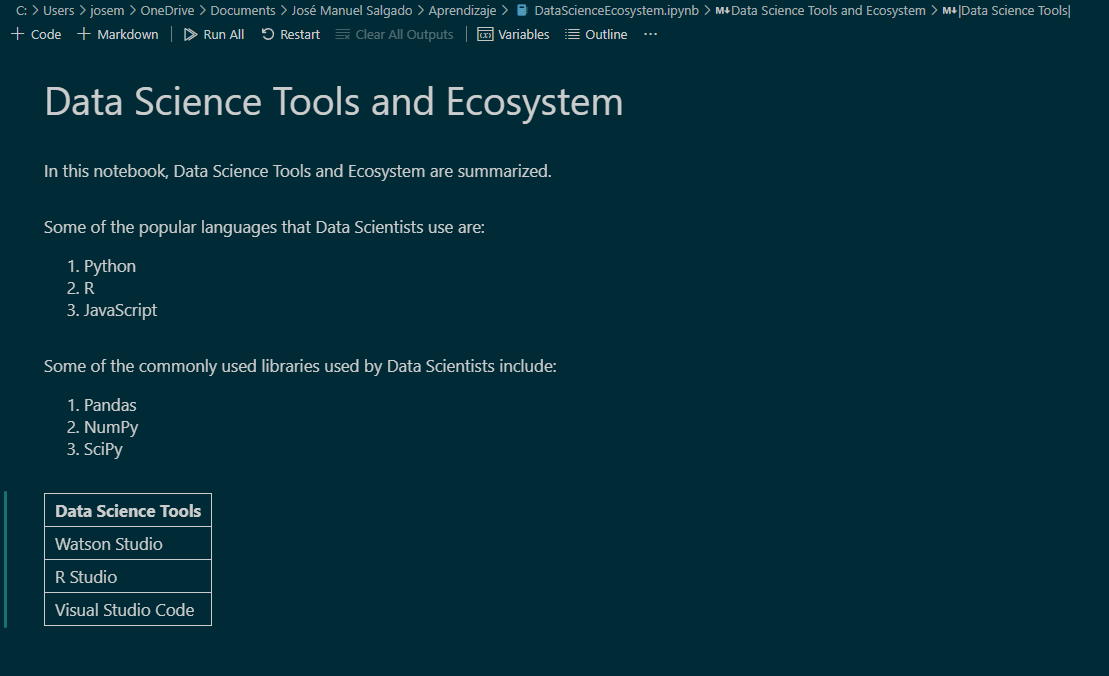 C: > Users > josem > OneDrive > Documents > José Manuel Salgado > Aprendizaje > DataScienceEcosystem.ipynb > M↓Data Science Tools and Ecosystem > M↓|Data Science Tools|
+ Code + Markdown | Run All Restart Clear All Outputs | Variables Outline ···
Data Science Tools and Ecosystem
In this notebook, Data Science Tools and Ecosystem are summarized.
Some of the popular languages that Data Scientists use are:
1. Python
2. R
3. JavaScript
Some of the commonly used libraries used by Data Scientists include:
1. Pandas
2. NumPy
3. SciPy
Data Science Tools
Watson Studio
R Studio
Visual Studio Code